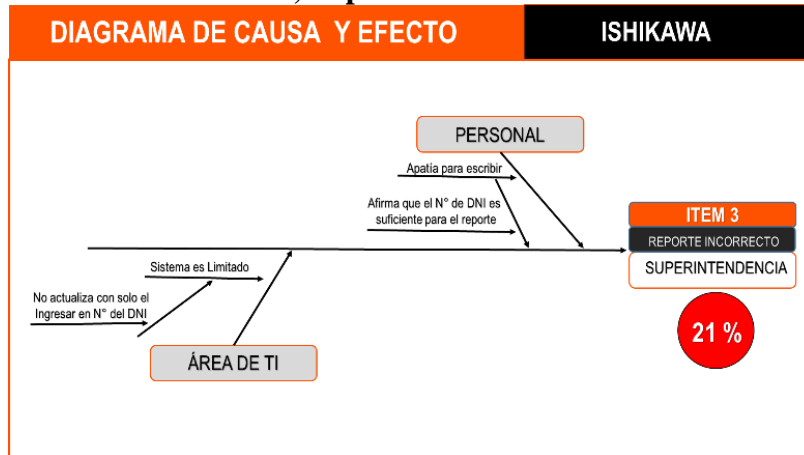 DIAGRAMA DE CAUSA Y EFECTO
ISHIKAWA
PERSONAL
Apatía para escribir
Afirma que el N° de DNI es
suficiente para el reporte
ITEM 3
REPORTE INCORRECTO
SUPERINTENDENCIA
21 %
Sistema es Limitado
No actualiza con solo el
Ingresar en N° del DNI
ÁREA DE TI